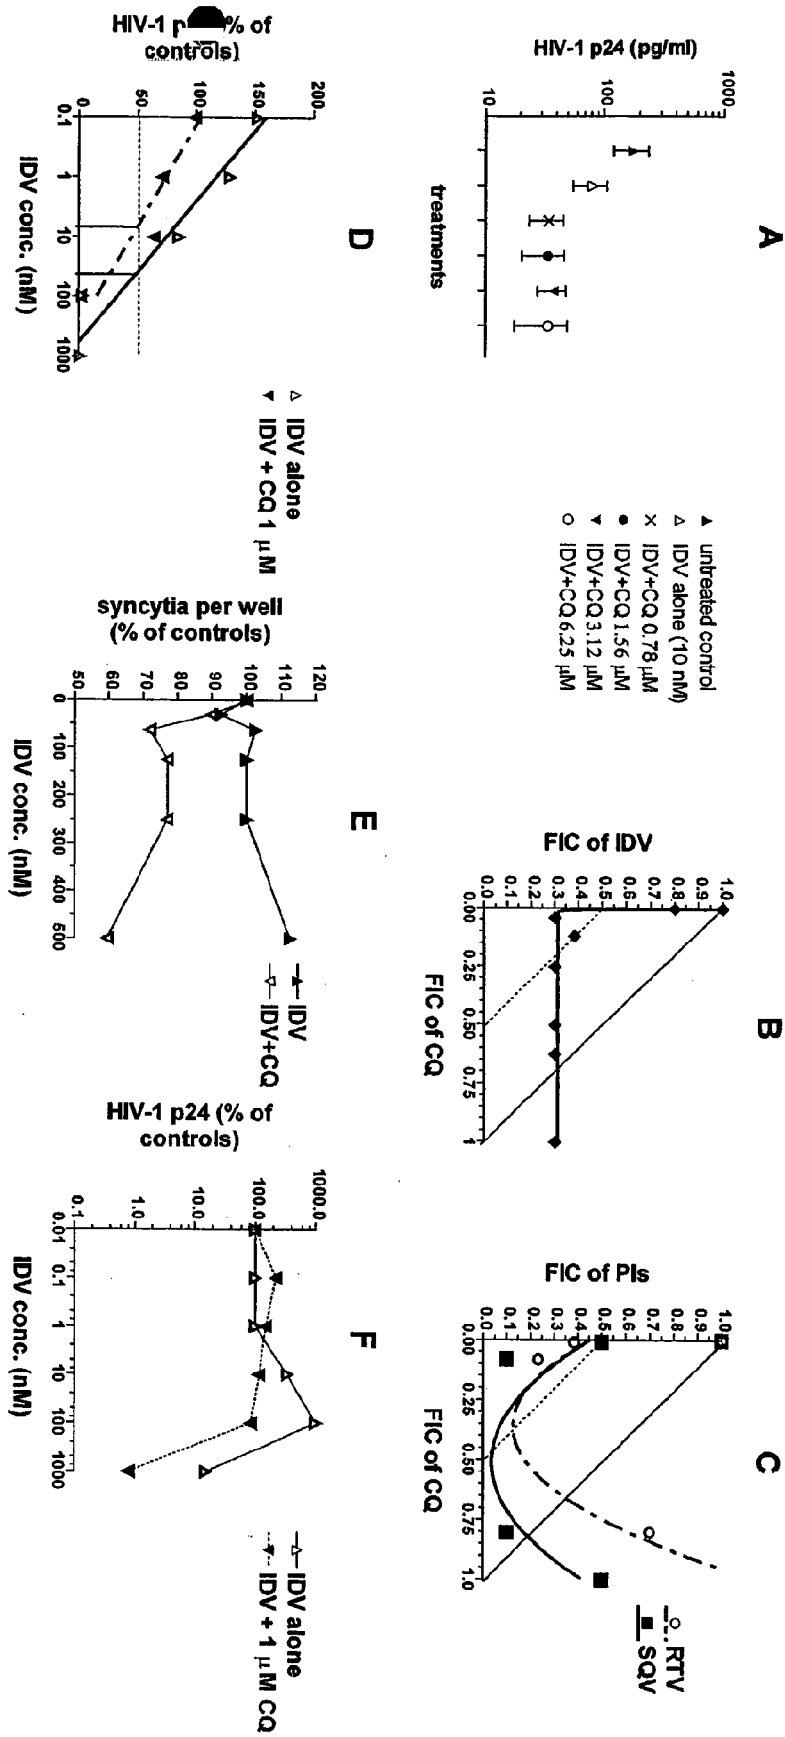 A
HIV-1 p24 (pg/ml)
1000
100
10
treatments
untreated control
IDV alone (10 nM)
IDV+CQ 0.78 µM
IDV+CQ 1.56 µM
IDV+CQ 3.12 µM
IDV+CQ 6.25 µM
B
FIC of IDV
1.0
0.9
0.8
0.7
0.6
0.5
0.4
0.3
0.2
0.1
0.0
0.00 0.25 0.50 0.75 1
FIC of CQ
C
FIC of PIs
1.0
0.9
0.8
0.7
0.6
0.5
0.4
0.3
0.2
0.1
0.0
0.00 0.25 0.50 0.75 1.0
FIC of CQ
RTV
SQV
D
HIV-1 p % of
controls)
200
150
100
50
0
0.1 1 10 100 1000
IDV conc. (nM)
IDV alone
IDV + CQ 1 µM
E
syncytia per well
(% of controls)
120
110
100
90
80
70
60
50
0 100 200 300 400 500
IDV conc. (nM)
IDV
IDV+CQ
F
HIV-1 p24 (% of
controls)
1000.0
100.0
10.0
1.0
0.1
0.01 0.1 1 10 100 1000
IDV conc. (nM)
IDV alone
IDV + 1 µM CQ